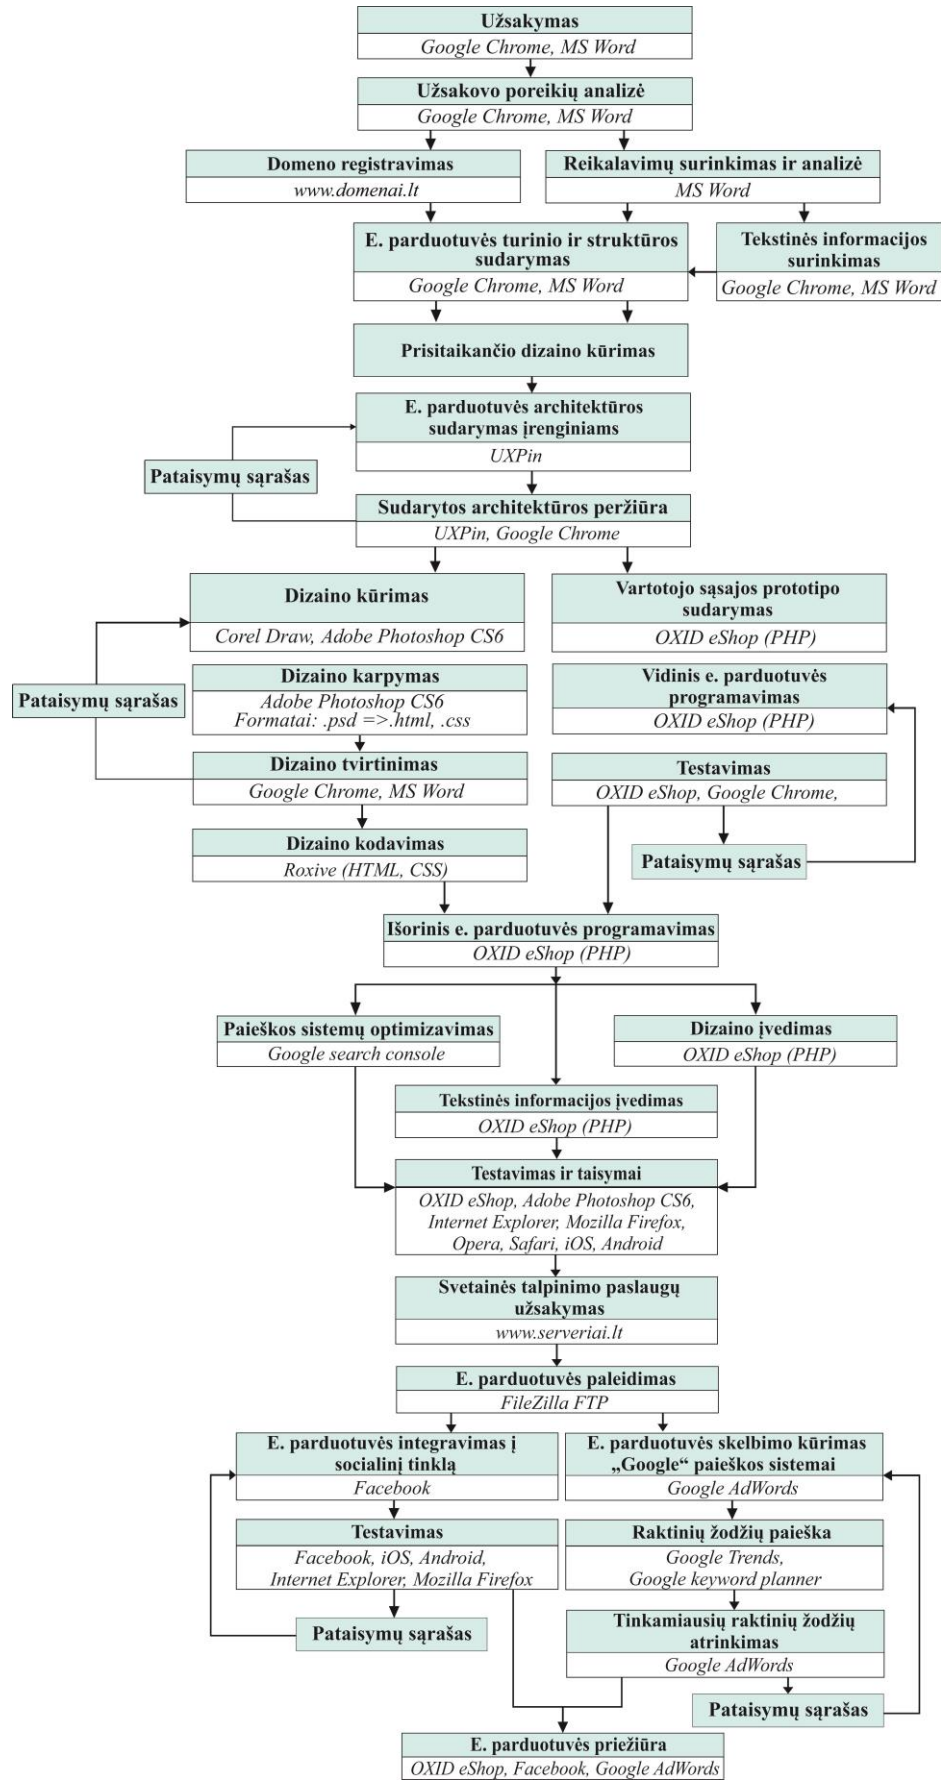 Užsakymas
Google Chrome, MS Word
Užsakovo poreikių analizė
Google Chrome, MS Word
Domeno registravimas
www.domenai.lt
Reikalavimų surinkimas ir analizė
MS Word
E. parduotuvės turinio ir struktūros
sudarymas
Google Chrome, MS Word
Tekstinės informacijos
surinkimas
Google Chrome, MS Word
Prisitaikančio dizaino kūrimas
E. parduotuvės architektūros
sudarymas įrenginiams
UXPin
Pataisymų sąrašas
Sudarytos architektūros peržiūra
UXPin, Google Chrome
Dizaino kūrimas
Corel Draw, Adobe Photoshop CS6
Vartotojo sąsajos prototipo
sudarymas
OXID eShop (PHP)
Pataisymų sąrašas
Dizaino karpymas
Adobe Photoshop CS6
Formatai: .psd =>.html, .css
Vidinis e. parduotuvės
programavimas
OXID eShop (PHP)
Dizaino tvirtinimas
Google Chrome, MS Word
Testavimas
OXID eShop, Google Chrome,
Dizaino kodavimas
Roxive (HTML, CSS)
Pataisymų sąrašas
Išorinis e. parduotuvės programavimas
OXID eShop (PHP)
Paieškos sistemų optimizavimas
Google search console
Dizaino įvedimas
OXID eShop (PHP)
Tekstinės informacijos įvedimas
OXID eShop (PHP)
Testavimas ir taisymai
OXID eShop, Adobe Photoshop CS6,
Internet Explorer, Mozilla Firefox,
Opera, Safari, iOS, Android
Svetainės talpinimo paslaugų
užsakymas
www.serveriai.lt
E. parduotuvės paleidimas
FileZilla FTP
E. parduotuvės integravimas į
socialinį tinklą
Facebook
E. parduotuvės skelbimo kūrimas
„Google“ paieškos sistemai
Google AdWords
Testavimas
Facebook, iOS, Android,
Internet Explorer, Mozilla Firefox
Raktinių žodžių paieška
Google Trends,
Google keyword planner
Pataisymų sąrašas
Tinkamiausių raktinių žodžių
atrinkimas
Google AdWords
Pataisymų sąrašas
E. parduotuvės priežiūra
OXID eShop, Facebook, Google AdWords